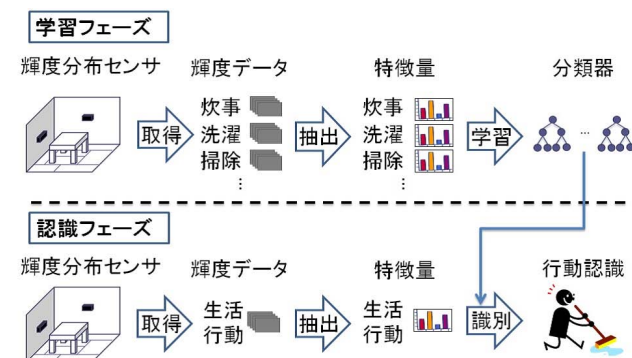 学習フェーズ
輝度分布センサ 輝度データ 特徴量 分類器
取得
炊事
洗濯
掃除
⋮
抽出
炊事
洗濯
掃除
⋮
学習
…
認識フェーズ
輝度分布センサ 輝度データ 特徴量 行動認識
取得
生活
行動
抽出
生活
行動
識別